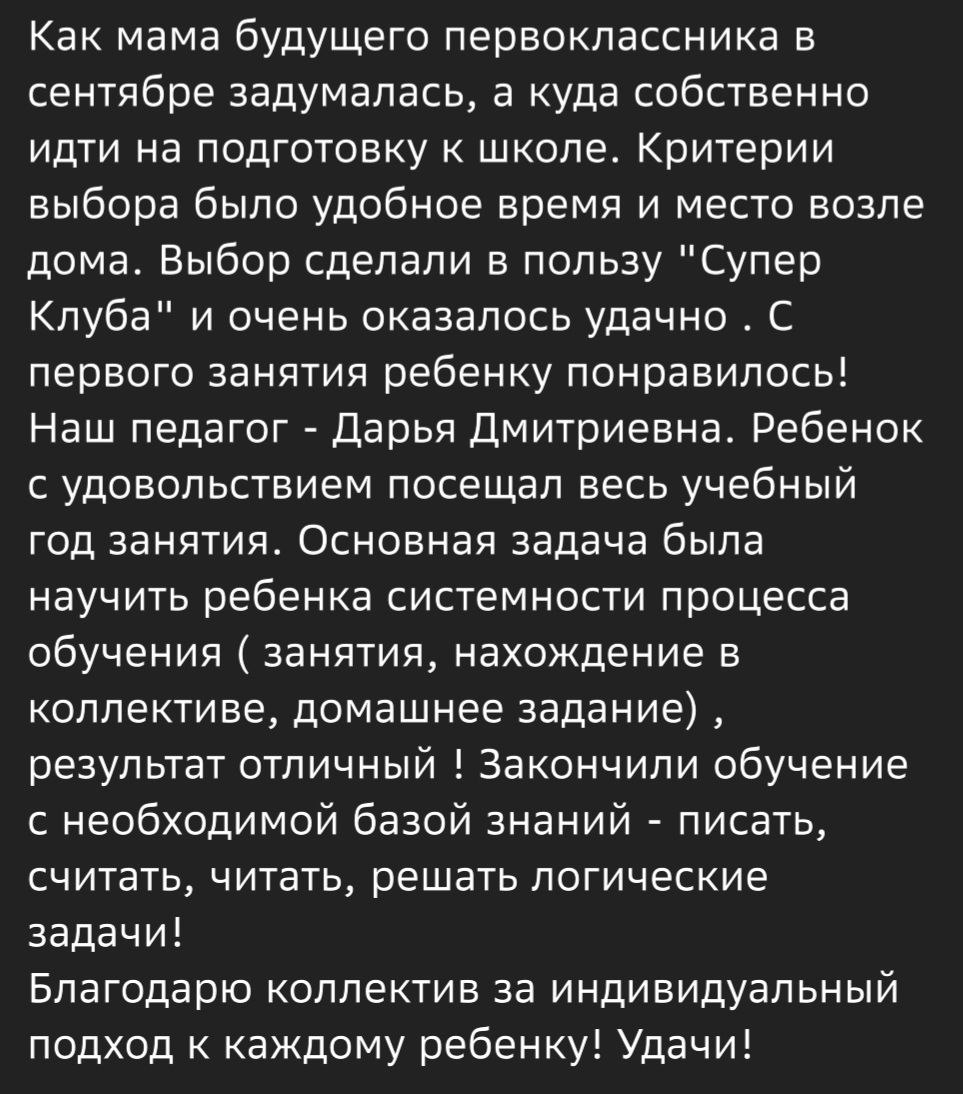 Как мама будущего первоклассника в
сентябре задумалась, а куда собственно
идти на подготовку к школе. Критерии
выбора было удобное время и место возле
дома. Выбор сделали в пользу "Супер
Клуба" и очень оказалось удачно . С
первого занятия ребенку понравилось!
Наш педагог - Дарья Дмитриевна. Ребенок
с удовольствием посещал весь учебный
год занятия. Основная задача была
научить ребенка системности процесса
обучения ( занятия, нахождение в
коллективе, домашнее задание) ,
результат отличный ! Закончили обучение
с необходимой базой знаний - писать,
считать, читать, решать логические
задачи!
Благодарю коллектив за индивидуальный
подход к каждому ребенку! Удачи!